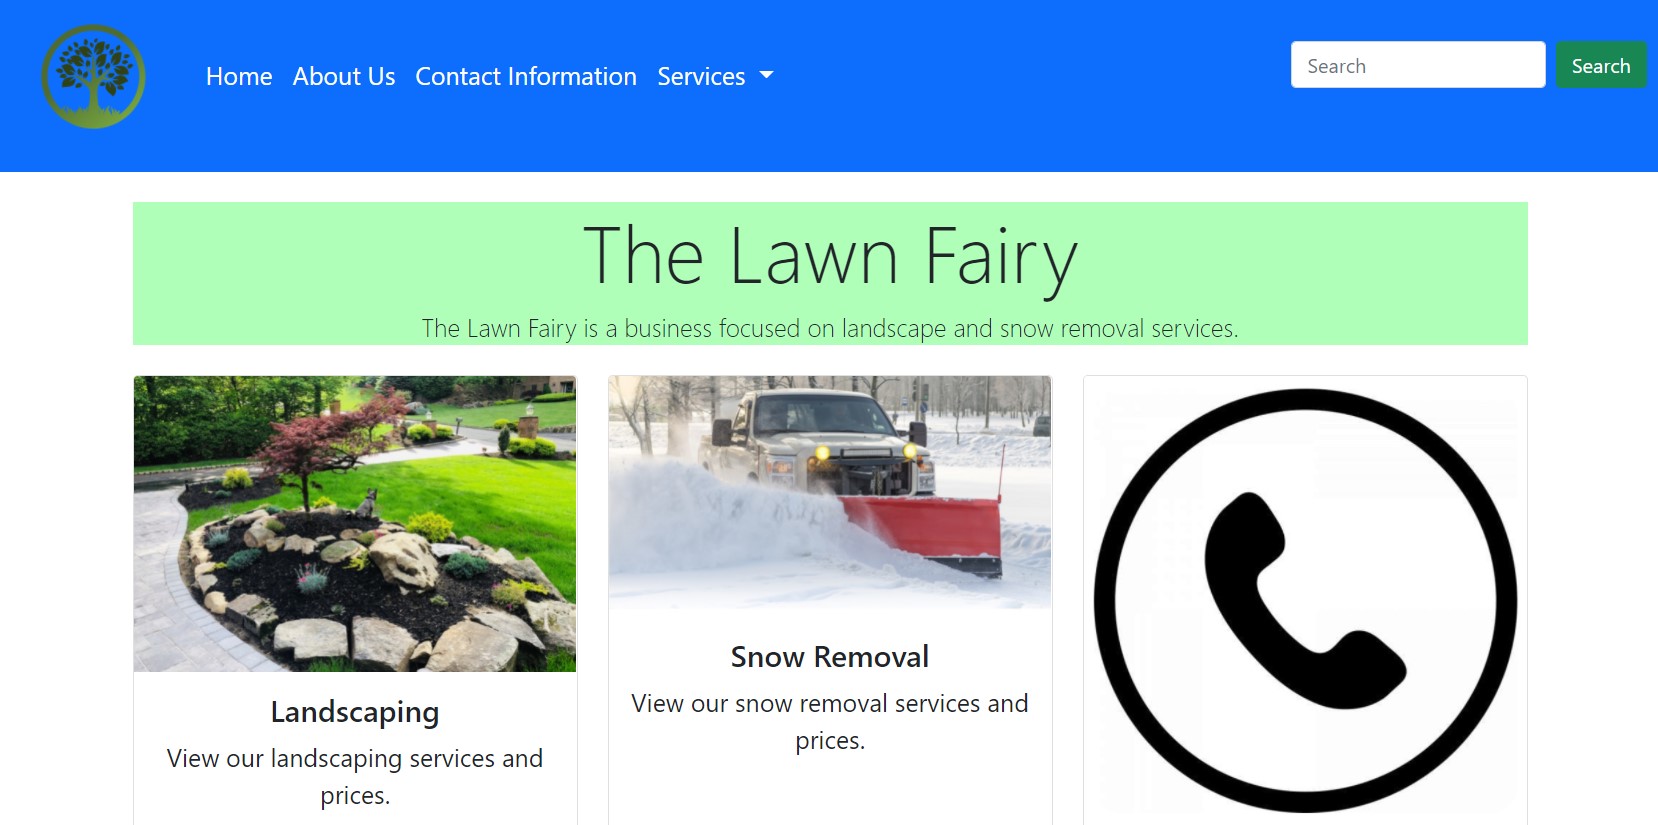 Home About Us Contact Information Services
Search Search
The Lawn Fairy
The Lawn Fairy is a business focused on landscape and snow removal services.
Landscaping
View our landscaping services and
prices.
Snow Removal
View our snow removal services and
prices.